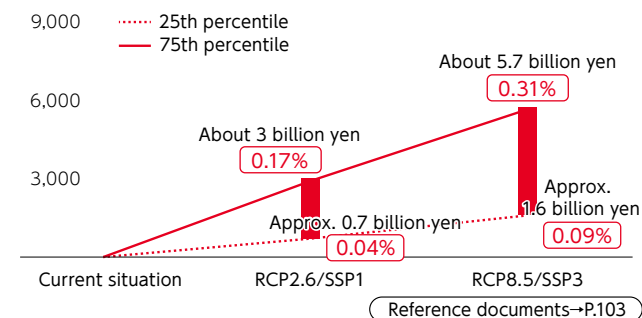 9,000
25th percentile
75th percentile
About 5.7 billion yen
0.31%
6,000
About 3 billion yen
0.17%
3,000
Approx.
1.6 billion yen
0.09%
Approx. 0.7 billion yen
0.04%
Current situation
RCP2.6/SSP1
RCP8.5/SSP3
Reference documents→P.103